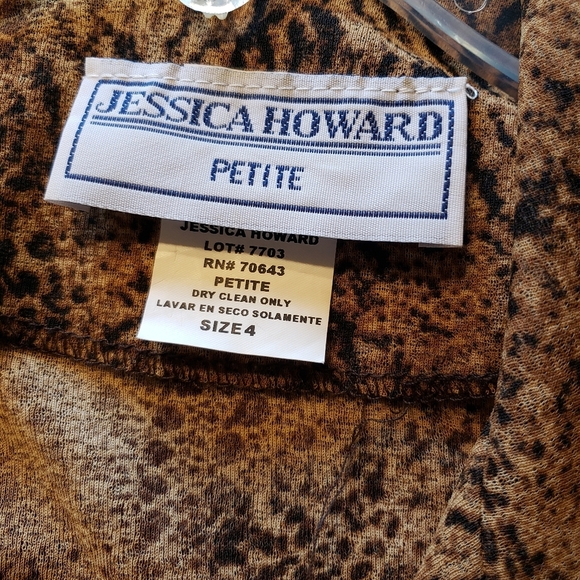 JESSICA HOWARD
PETITE
JESSICA HOWARD
LOT# 7703
RN# 70643
PETITE
DRY CLEAN ONLY
LAVAR EN SECO SOLAMENTE
SIZE 4